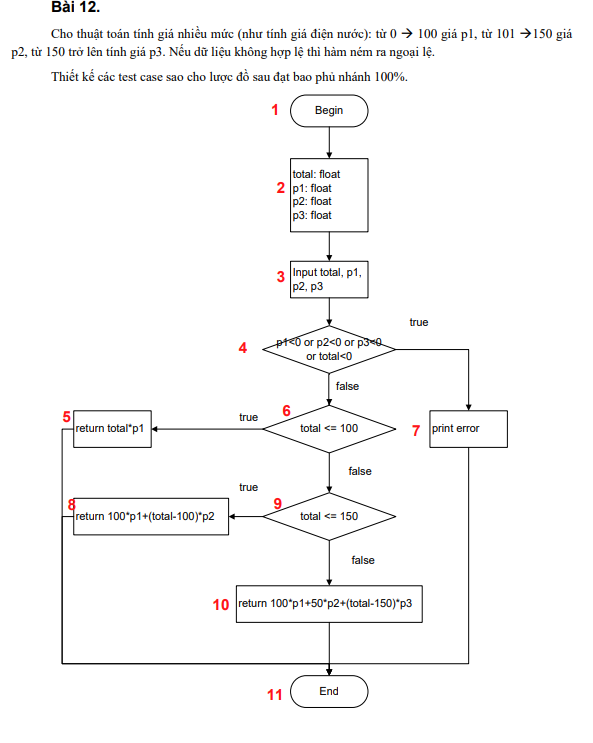 Bài 12.
Cho thuật toán tính giá nhiều mức (như tính giá điện nước): từ 0 → 100 giá p1, từ 101 →150 giá
p2, từ 150 trở lên tính giá p3. Nếu dữ liệu không hợp lệ thì hàm ném ra ngoại lệ.
Thiết kế các test case sao cho lược đồ sau đạt bao phủ nhánh 100%.
1
Begin
2
total: float
p1: float
p2: float
p3: float
3
Input total, p1,
p2, p3
true
4
p1<0 or p2<0 or p3<0
or total<0
false
5
return total*p1
true
6
total <= 100
7
print error
false
true
8
return 100*p1+(total-100)*p2
9
total <= 150
false
10
return 100*p1+50*p2+(total-150)*p3
11
End